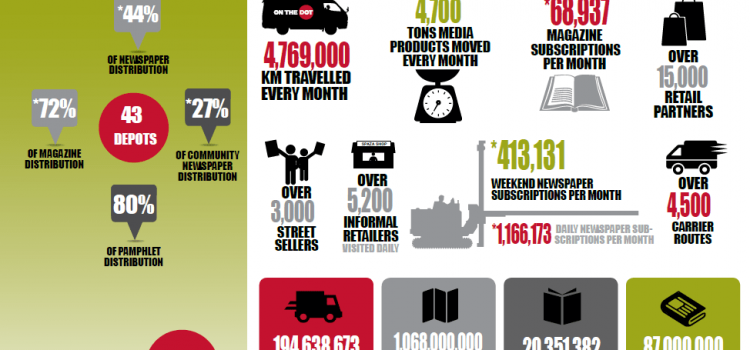 *44%
OF NEWSPAPER
DISTRIBUTION
*72%
OF MAGAZINE
DISTRIBUTION
43
DEPOTS
*27%
OF COMMUNITY
NEWSPAPER
DISTRIBUTION
80%
OF PAMPHLET
DISTRIBUTION
ON THE DOT
4,769,000
KM TRAVELLED
EVERY MONTH
4,700
TONS MEDIA
PRODUCTS MOVED
EVERY MONTH
*68,937
MAGAZINE
SUBSCRIPTIONS
PER MONTH
OVER
15,000
RETAIL
PARTNERS
OVER
3,000
STREET
SELLERS
SPAZA SHOP
OVER
5,200
INFORMAL
RETAILERS
VISITED DAILY
*413,131
WEEKEND NEWSPAPER
SUBSCRIPTIONS PER MONTH
*1,166,173
DAILY NEWSPAPER SUB-
SCRIPTIONS PER MONTH
OVER
4,500
CARRIER
ROUTES
194,638,673
1,068,000,000
20,351,382
87,000,000